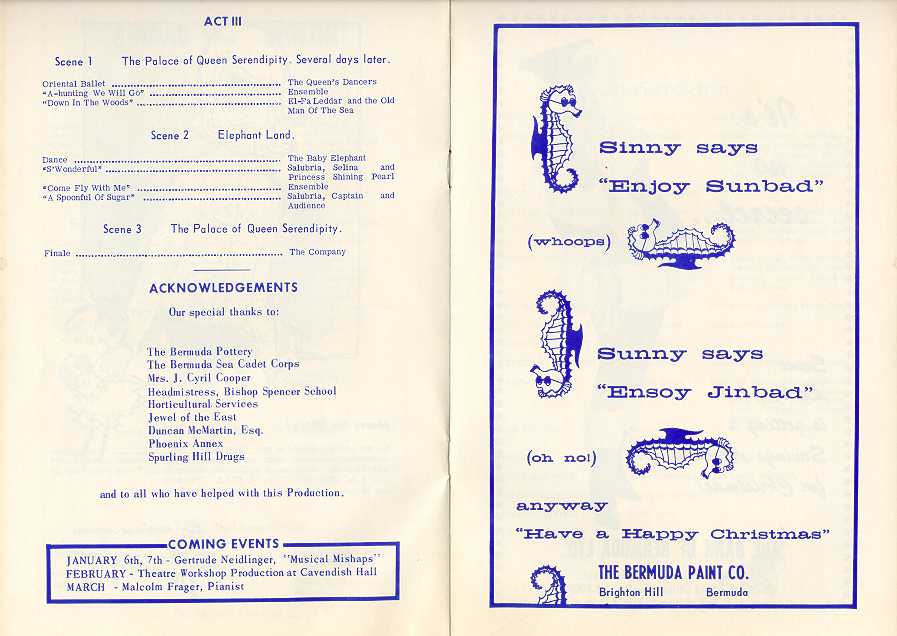 ACT III
Scene 1 The Palace of Queen Serendipity. Several days later.
Oriental Ballet ........ The Queen's Dancers
"A-hunting We Will Go" ........ Ensemble
"Down In The Woods" ........ El-Fa Leddar and the Old
Man Of The Sea
Scene 2 Elephant Land.
Dance ........ The Baby Elephant
"S'Wonderful" ........ Salubria, Selina and
Princess Shining Pearl
"Come Fly With Me" ........ Ensemble
"A Spoonful Of Sugar" ........ Salubria, Captain and
Audience
Scene 3 The Palace of Queen Serendipity.
Finale ........ The Company
ACKNOWLEDGEMENTS
Our special thanks to:
The Bermuda Pottery
The Bermuda Sea Cadet Corps
Mrs. J. Cyril Cooper
Headmistress, Bishop Spencer School
Horticultural Services
Jewel of the East
Duncan McMartin, Esq.
Phoenix Annex
Spurling Hill Drugs
and to all who have helped with this Production.
COMING EVENTS
JANUARY 6th, 7th - Gertrude Neidlinger, "Musical Mishaps"
FEBRUARY - Theatre Workshop Production at Cavendish Hall
MARCH - Malcolm Frager, Pianist
Sinny says
"Enjoy Sunbad"
(whoops)
Sunny says
"Ensoy Jinbad"
(oh no!)
anyway
"Have a Happy Christmas"
THE BERMUDA PAINT CO.
Brighton Hill Bermuda